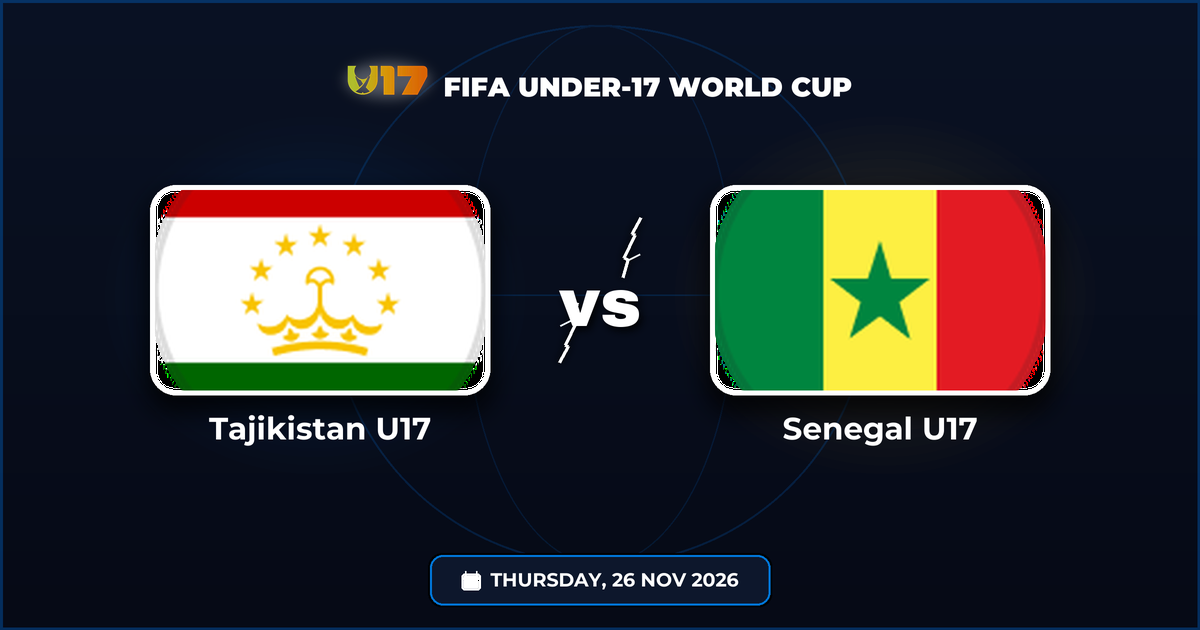 U17 FIFA UNDER-17 WORLD CUP
VS
Tajikistan U17
Senegal U17
THURSDAY, 26 NOV 2026